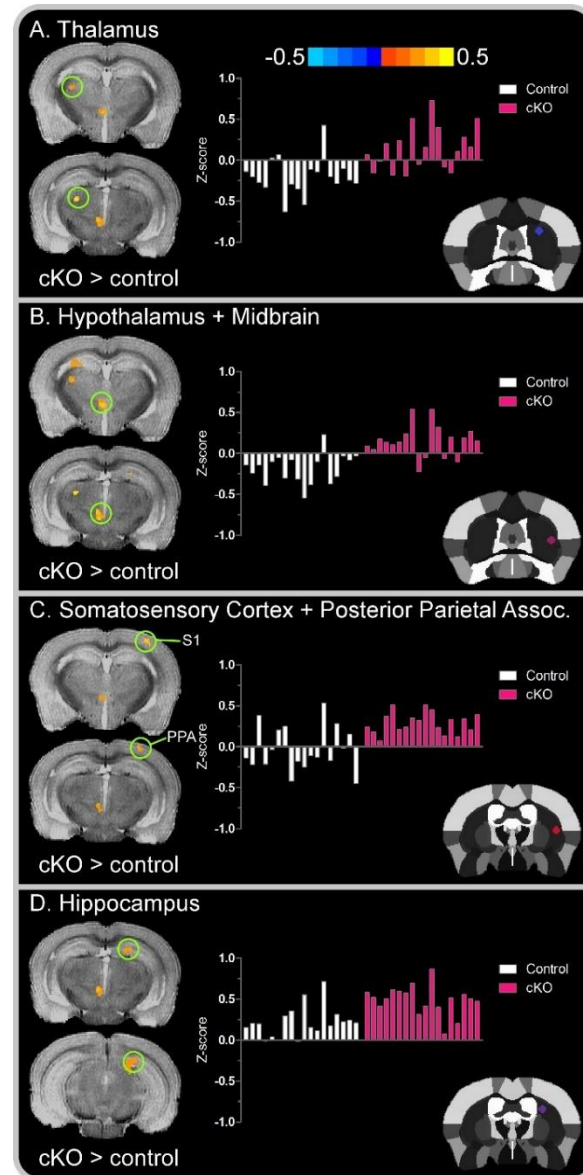 A. Thalamus
-0.5 0.5
Control
cKO
1.0
0.5
0.0
-0.5
-1.0
Z-score
cKO > control
B. Hypothalamus + Midbrain
Control
cKO
1.0
0.5
0.0
-0.5
-1.0
Z-score
cKO > control
C. Somatosensory Cortex + Posterior Parietal Assoc.
S1
PPA
Control
cKO
1.0
0.5
0.0
-0.5
-1.0
Z-score
cKO > control
D. Hippocampus
Control
cKO
1.0
0.5
0.0
-0.5
-1.0
Z-score
cKO > control